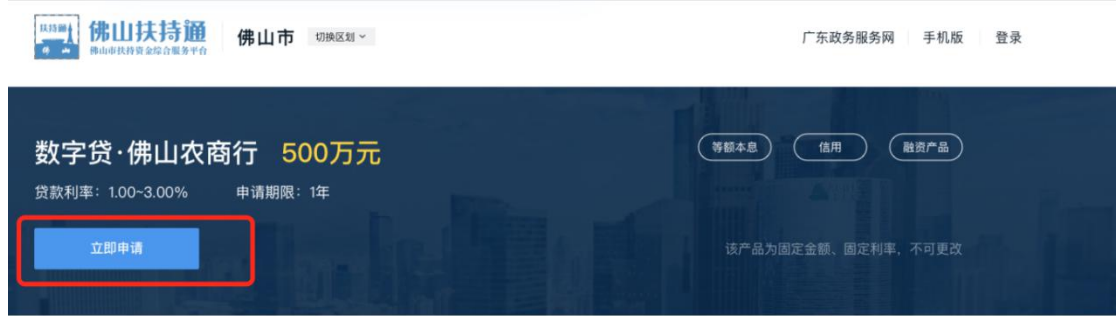 扶持通
佛山
佛山扶持通
佛山市扶持资金综合服务平台
佛山市
切换区划
广东政务服务网
手机版
登录
数字贷·佛山农商行 500万元
等额本息
信用
融资产品
贷款利率：1.00~3.00% 申请期限：1年
立即申请
该产品为固定金额、固定利率，不可更改